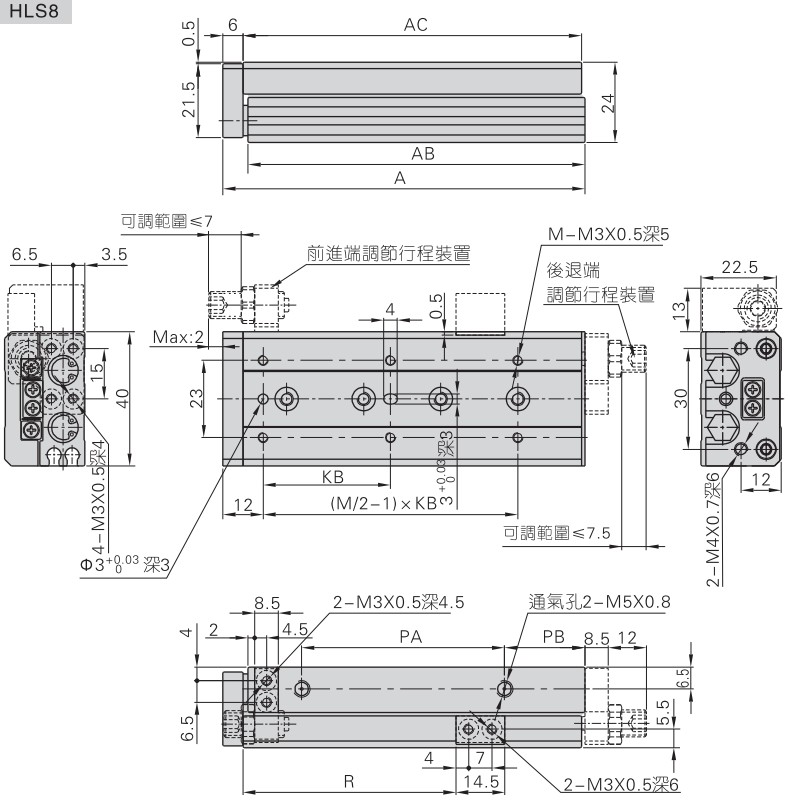 HLS8
6
AC
0.5
21.5
24
AB
A
可調範圍≤7
前進端調節行程裝置
M-M3X0.5深5
後退端
調節行程裝置
6.5
3.5
4
0.5
22.5
13
Max:2
15
40
23
30
KB
3+0.03 0 深3
12
(M/2-1)×KB
12
4-M3X0.5深4
可調範圍≤7.5
2-M4X0.7深6
Φ3+0.03 0 深3
8.5
2-M3X0.5深4.5
通氣孔2-M5X0.8
4
2
4.5
PA
PB
8.5
12
6.5
6.5
5.5
4
7
R
14.5
2-M3X0.5深6